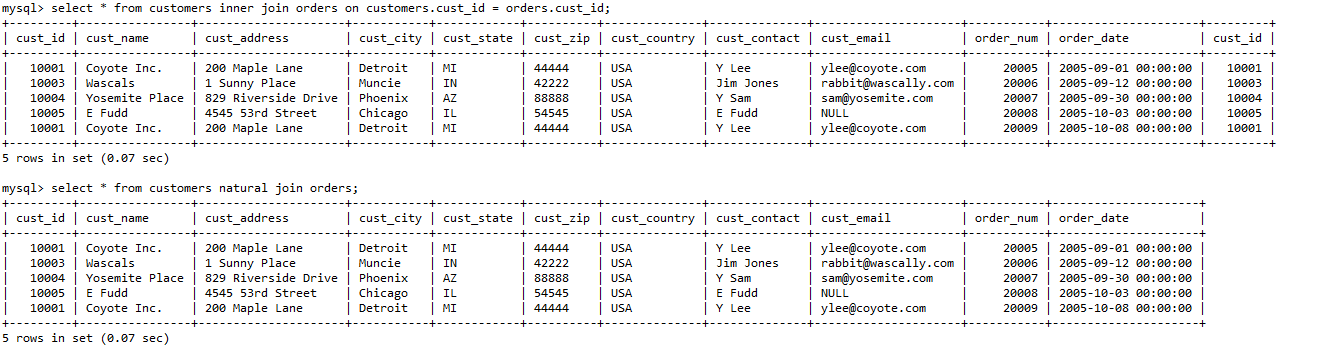 mysql> select * from customers inner join orders on customers.cust_id = orders.cust_id;
+---------+----------------+---------------------+-----------+------------+----------+--------------+--------------+---------------------+-----------+---------------------+---------+
| cust_id | cust_name      | cust_address        | cust_city | cust_state | cust_zip | cust_country | cust_contact | cust_email          | order_num | order_date          | cust_id |
+---------+----------------+---------------------+-----------+------------+----------+--------------+--------------+---------------------+-----------+---------------------+---------+
|   10001 | Coyote Inc.    | 200 Maple Lane      | Detroit   | MI         | 44444    | USA          | Y Lee        | ylee@coyote.com     |     20005 | 2005-09-01 00:00:00 |   10001 |
|   10003 | Wascals        | 1 Sunny Place       | Muncie    | IN         | 42222    | USA          | Jim Jones    | rabbit@wascally.com |     20006 | 2005-09-12 00:00:00 |   10003 |
|   10004 | Yosemite Place | 829 Riverside Drive | Phoenix   | AZ         | 88888    | USA          | Y Sam        | sam@yosemite.com    |     20007 | 2005-09-30 00:00:00 |   10004 |
|   10005 | E Fudd         | 4545 53rd Street    | Chicago   | IL         | 54545    | USA          | E Fudd       | NULL                |     20008 | 2005-10-03 00:00:00 |   10005 |
|   10001 | Coyote Inc.    | 200 Maple Lane      | Detroit   | MI         | 44444    | USA          | Y Lee        | ylee@coyote.com     |     20009 | 2005-10-08 00:00:00 |   10001 |
+---------+----------------+---------------------+-----------+------------+----------+--------------+--------------+---------------------+-----------+---------------------+---------+
5 rows in set (0.07 sec)
mysql> select * from customers natural join orders;
+---------+----------------+---------------------+-----------+------------+----------+--------------+--------------+---------------------+-----------+---------------------+
| cust_id | cust_name      | cust_address        | cust_city | cust_state | cust_zip | cust_country | cust_contact | cust_email          | order_num | order_date          |
+---------+----------------+---------------------+-----------+------------+----------+--------------+--------------+---------------------+-----------+---------------------+
|   10001 | Coyote Inc.    | 200 Maple Lane      | Detroit   | MI         | 44444    | USA          | Y Lee        | ylee@coyote.com     |     20005 | 2005-09-01 00:00:00 |
|   10003 | Wascals        | 1 Sunny Place       | Muncie    | IN         | 42222    | USA          | Jim Jones    | rabbit@wascally.com |     20006 | 2005-09-12 00:00:00 |
|   10004 | Yosemite Place | 829 Riverside Drive | Phoenix   | AZ         | 88888    | USA          | Y Sam        | sam@yosemite.com    |     20007 | 2005-09-30 00:00:00 |
|   10005 | E Fudd         | 4545 53rd Street    | Chicago   | IL         | 54545    | USA          | E Fudd       | NULL                |     20008 | 2005-10-03 00:00:00 |
|   10001 | Coyote Inc.    | 200 Maple Lane      | Detroit   | MI         | 44444    | USA          | Y Lee        | ylee@coyote.com     |     20009 | 2005-10-08 00:00:00 |
+---------+----------------+---------------------+-----------+------------+----------+--------------+--------------+---------------------+-----------+---------------------+
5 rows in set (0.07 sec)